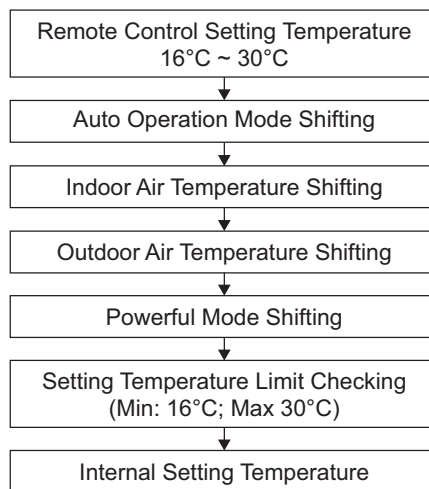 Remote Control Setting Temperature
16°C ~ 30°C
Auto Operation Mode Shifting
Indoor Air Temperature Shifting
Outdoor Air Temperature Shifting
Powerful Mode Shifting
Setting Temperature Limit Checking
(Min: 16°C; Max 30°C)
Internal Setting Temperature